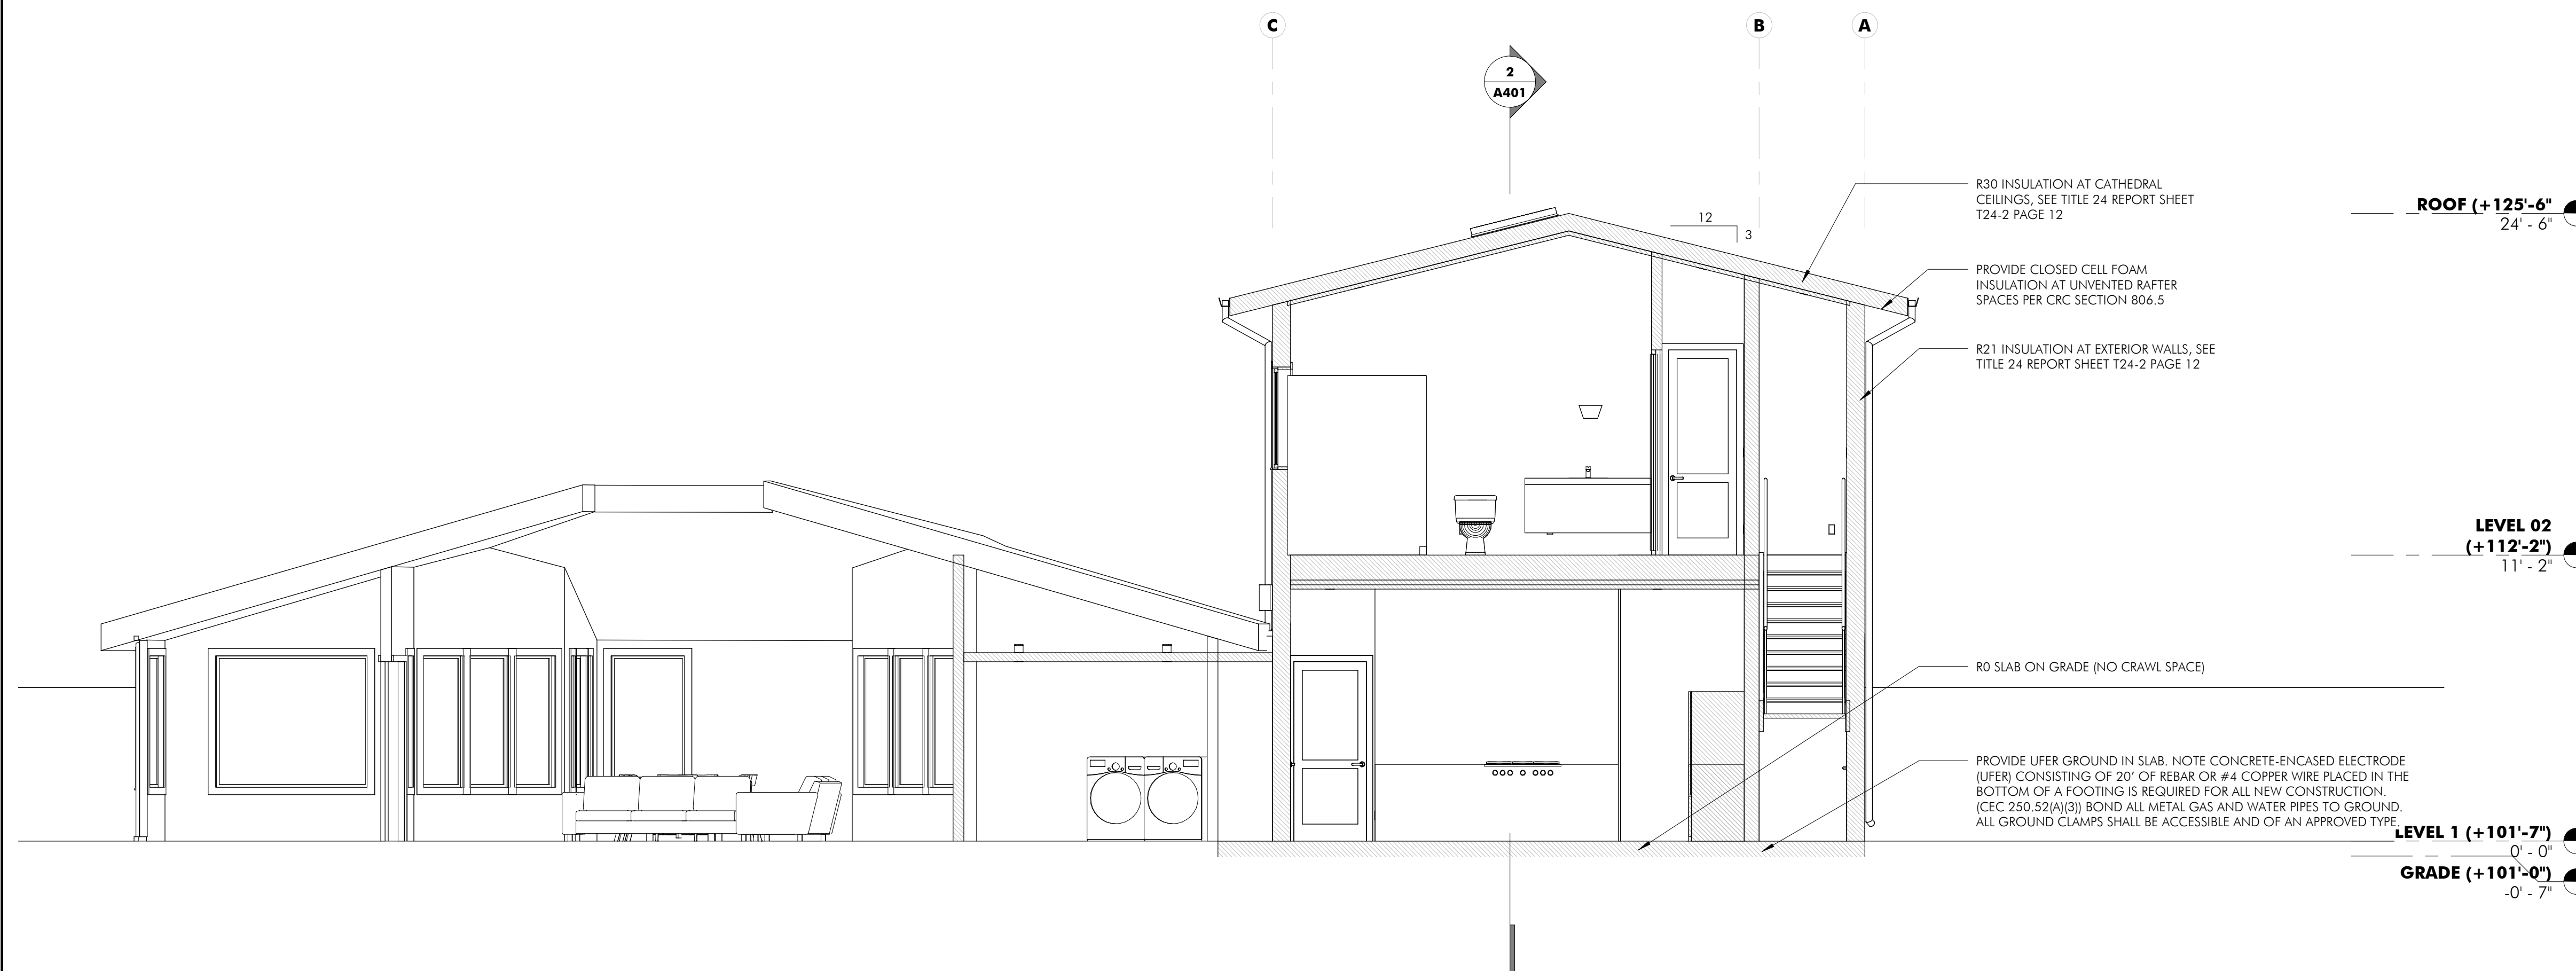 C
B
A
2
A401
12
3
R30 INSULATION AT CATHEDRAL
CEILINGS, SEE TITLE 24 REPORT SHEET
T24-2 PAGE 12
PROVIDE CLOSED CELL FOAM
INSULATION AT UNVENTED RAFTER
SPACES PER CRC SECTION 806.5
R21 INSULATION AT EXTERIOR WALLS, SEE
TITLE 24 REPORT SHEET T24-2 PAGE 12
R0 SLAB ON GRADE (NO CRAWL SPACE)
PROVIDE UFER GROUND IN SLAB. NOTE CONCRETE-ENCASED ELECTRODE
(UFER) CONSISTING OF 20' OF REBAR OR #4 COPPER WIRE PLACED IN THE
BOTTOM OF A FOOTING IS REQUIRED FOR ALL NEW CONSTRUCTION.
(CEC 250.52(A)(3)) BOND ALL METAL GAS AND WATER PIPES TO GROUND.
ALL GROUND CLAMPS SHALL BE ACCESSIBLE AND OF AN APPROVED TYPE.
ROOF (+125'-6"
24' - 6"
LEVEL 02
(+112'-2")
11' - 2"
LEVEL 1 (+101'-7")
0' - 0"
GRADE (+101'-0")
-0' - 7"